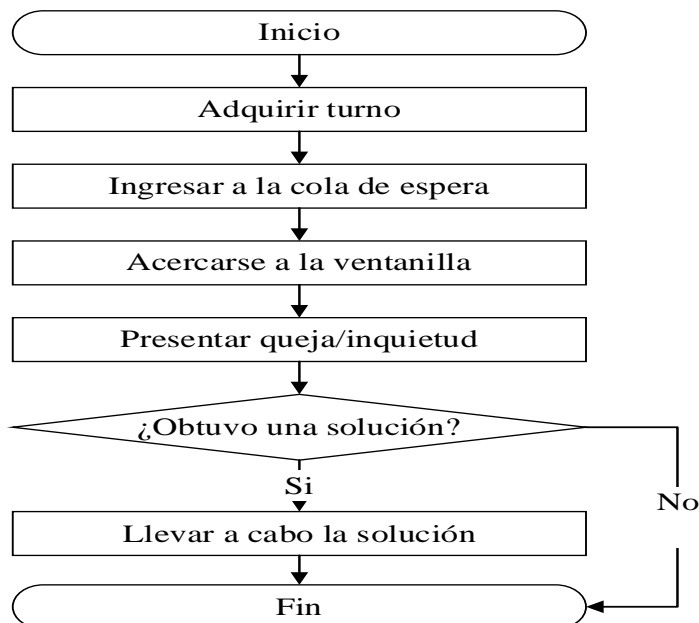 Inicio
Adquirir turno
Ingresar a la cola de espera
Acercarse a la ventanilla
Presentar queja/inquietud
¿Obtuvo una solución?
Si
No
Llevar a cabo la solución
Fin